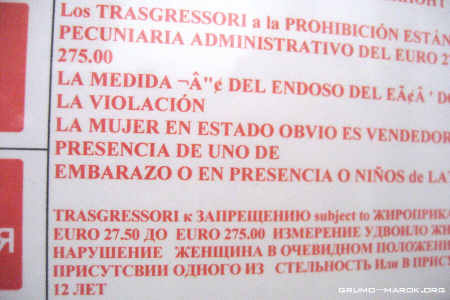 Los TRASGRESSORI a la PROHIBICIÓN ESTÁN
PECUNIARIA ADMINISTRATIVO DEL EURO 27
275.00
LA MEDIDA ¬Â"¢ DEL ENDOSO DEL EÃ¢Â ' DO
LA VIOLACIÓN
LA MUJER EN ESTADO OBVIO ES VENDEDOR
PRESENCIA DE UNO DE
EMBARAZO O EN PRESENCIA O NIÑOS de LA
TRASGRESSORI к ЗАПРЕЩЕНИЮ subject to ЖИРОПРИКА
EURO 27.50 ДО EURO 275.00 ИЗМЕРЕНИЕ УДВОИЛО ЖИ
НАРУШЕНИЕ ЖЕНЩИНА В ОЧЕВИДНОМ ПОЛОЖЕНИ
ПРИСУТСВИИ ОДНОГО ИЗ СТЕЛЬНОСТЬ Или В ПРИСУ
12 ЛЕТ
Я
GRUMO-MAROK.ORG